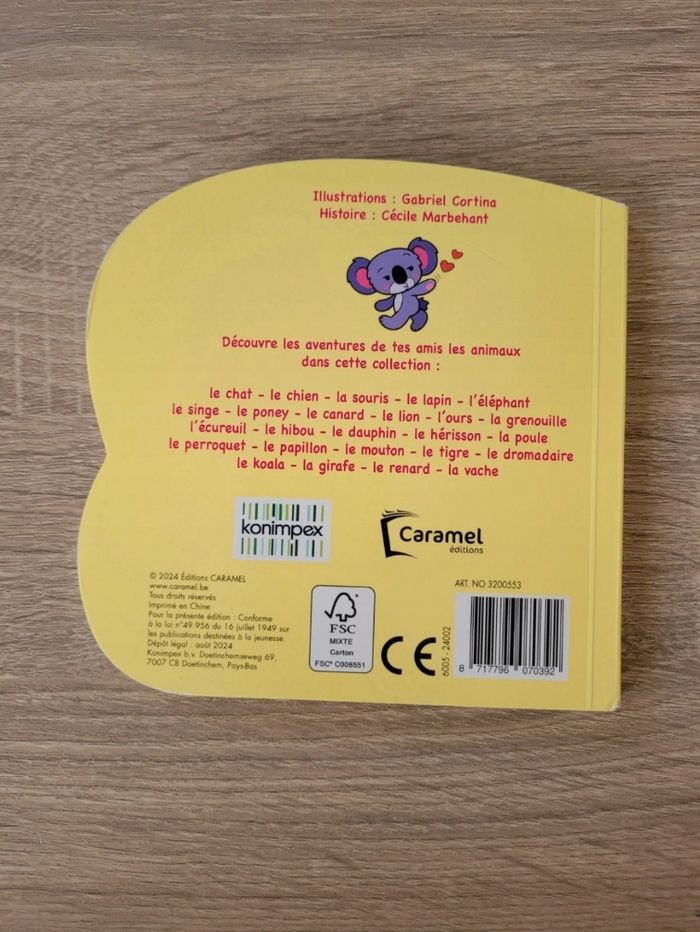 Illustrations : Gabriel Cortina
Histoire : Cécile Marbehant
Découvre les aventures de tes amis les animaux
dans cette collection :
le chat - le chien - la souris - le lapin - l'éléphant
le singe - le poney - le canard - le lion - l'ours - la grenouille
l'écureuil - le hibou - le dauphin - le hérisson - la poule
le perroquet - le papillon - le mouton - le tigre - le dromadaire
le koala - la girafe - le renard - la vache
konimpex
Caramel
éditions
© 2024 Éditions CARAMEL
www.caramel.be
Tous droits réservés
Imprimé en Chine
Pour la présente édition : Conforme
à la loi n°49.956 du 16 juillet 1949 sur
les publications destinées à la jeunesse.
Dépôt légal : août 2024
Konimpex b.v. Doetinchemseweg 69,
7007 CB Doetinchem, Pays-Bas
FSC
MIXTE
Carton
FSC® C008551
CE
6005 - 24002
ART. NO 3200553
8 717796 070392